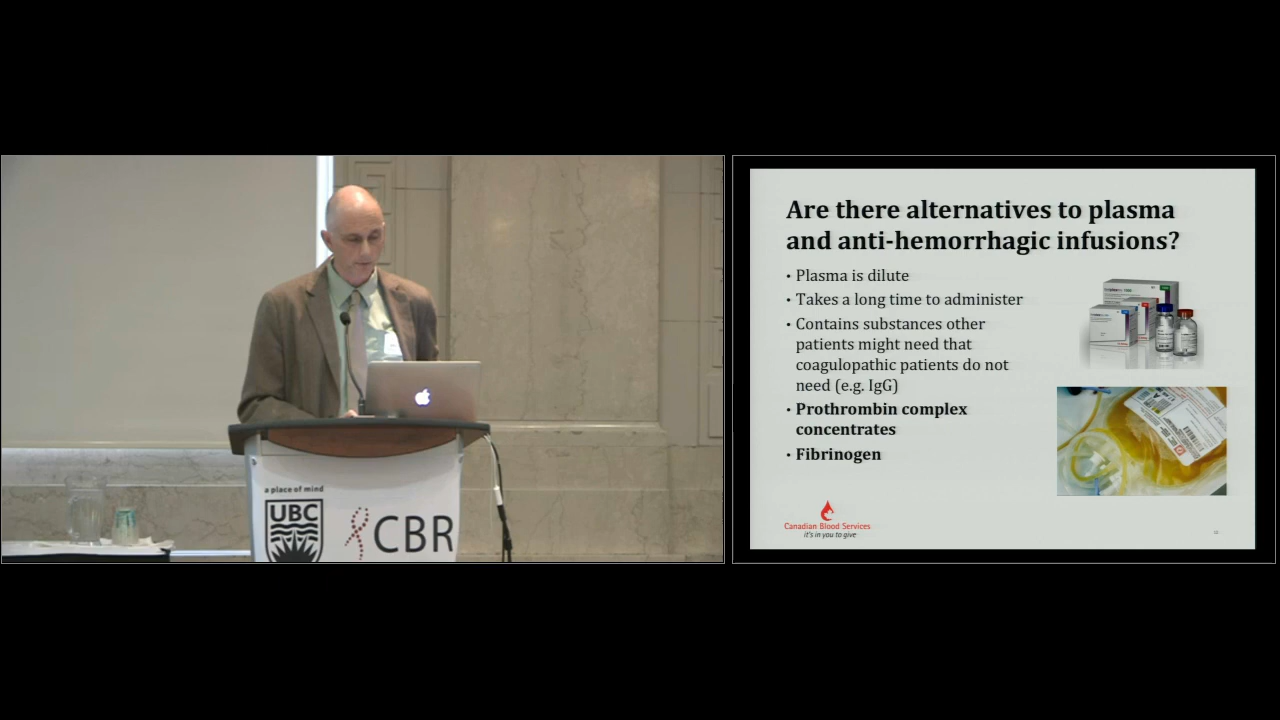 a place of mind
UBC
CBR
Are there alternatives to plasma
and anti-hemorrhagic infusions?
• Plasma is dilute
• Takes a long time to administer
• Contains substances other
patients might need that
coagulopathic patients do not
need (e.g. IgG)
• Prothrombin complex
concentrates
• Fibrinogen
Canadian Blood Services
it's in you to give